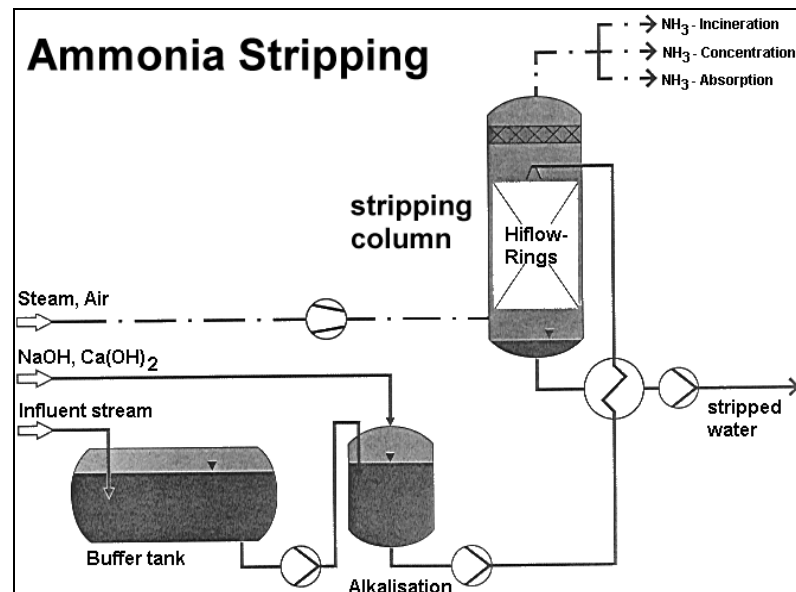 Ammonia Stripping
NH3 - Incineration
NH3 - Concentration
NH3 - Absorption
stripping
column
Hiflow-
Rings
Steam, Air
NaOH, Ca(OH)2
Influent stream
stripped
water
Buffer tank
Alkalisation